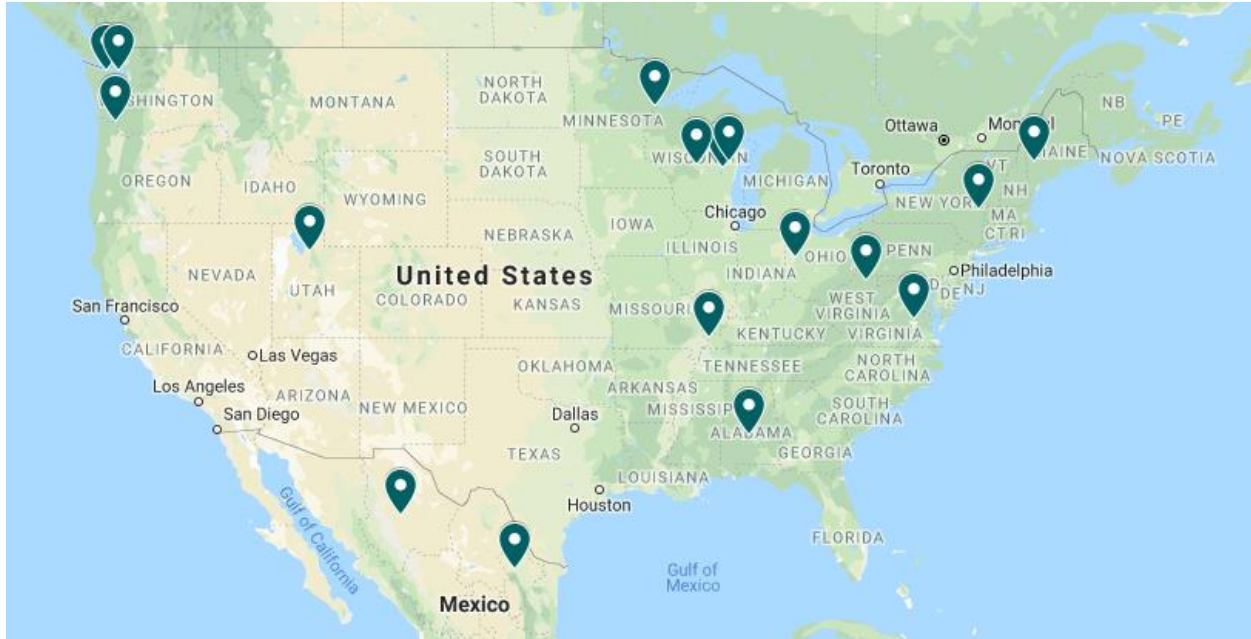 NB
PE
NORTH
DAKOTA
WASHINGTON
MONTANA
MINNESOTA
Ottawa
Montreal
MAINE
NOVA SCOTIA
SOUTH
DAKOTA
WISCONSIN
VT
Toronto
OREGON
IDAHO
WYOMING
MICHIGAN
NEW YORK
NH
MA
CT RI
Chicago
IOWA
NEBRASKA
ILLINOIS
OHIO
PENN
INDIANA
Philadelphia
NEVADA
United States
UTAH
COLORADO
KANSAS
MISSOURI
WEST
VIRGINIA
DE
NJ
San Francisco
KENTUCKY
VIRGINIA
CALIFORNIA
Las Vegas
OKLAHOMA
TENNESSEE
NORTH
CAROLINA
Los Angeles
ARIZONA
NEW MEXICO
ARKANSAS
MISSISSIPPI
SOUTH
CAROLINA
San Diego
Dallas
ALABAMA
TEXAS
GEORGIA
LOUISIANA
Houston
Gulf of California
FLORIDA
Gulf of
Mexico
Mexico